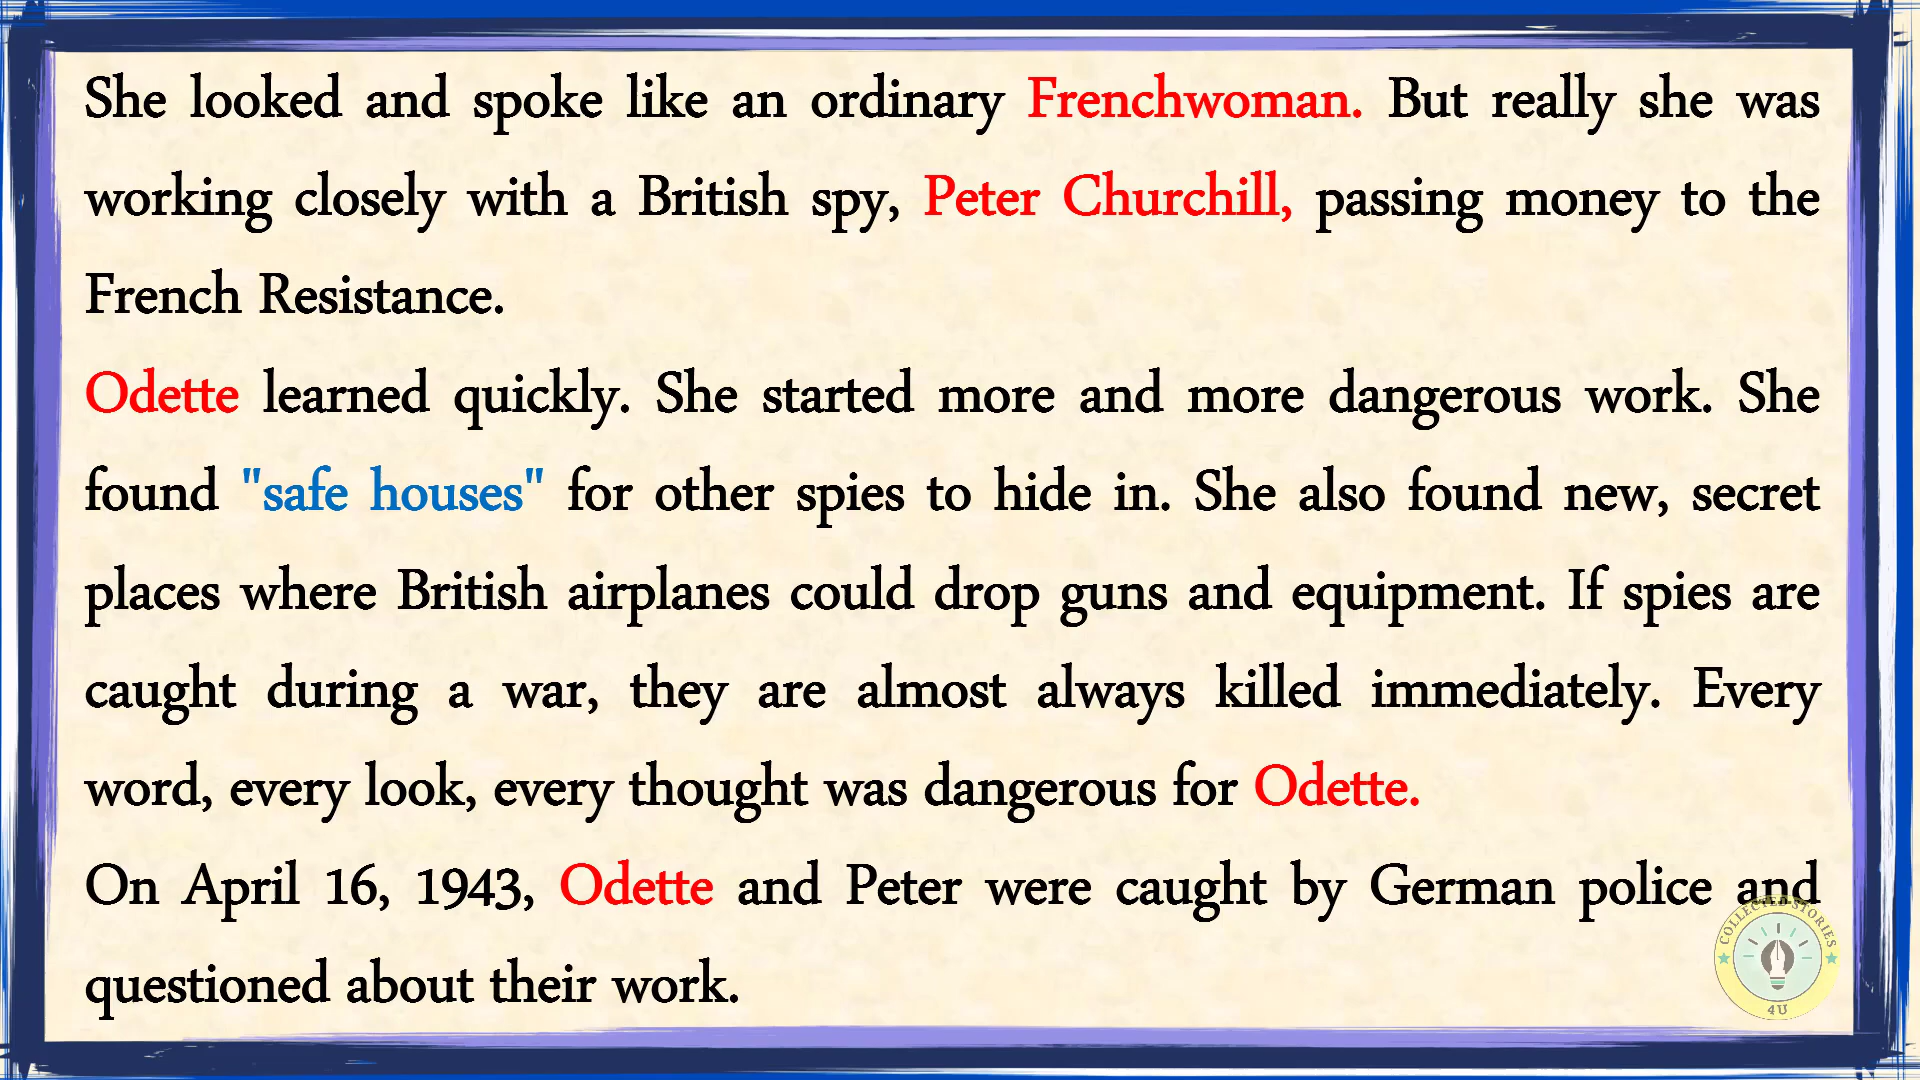 She looked and spoke like an ordinary Frenchwoman. But really she was
working closely with a British spy, Peter Churchill, passing money to the
French Resistance.
Odette learned quickly. She started more and more dangerous work. She
found "safe houses" for other spies to hide in. She also found new, secret
places where British airplanes could drop guns and equipment. If spies are
caught during a war, they are almost always killed immediately. Every
word, every look, every thought was dangerous for Odette.
On April 16, 1943, Odette and Peter were caught by German police and
questioned about their work.
COLLECTED STORIES
4U